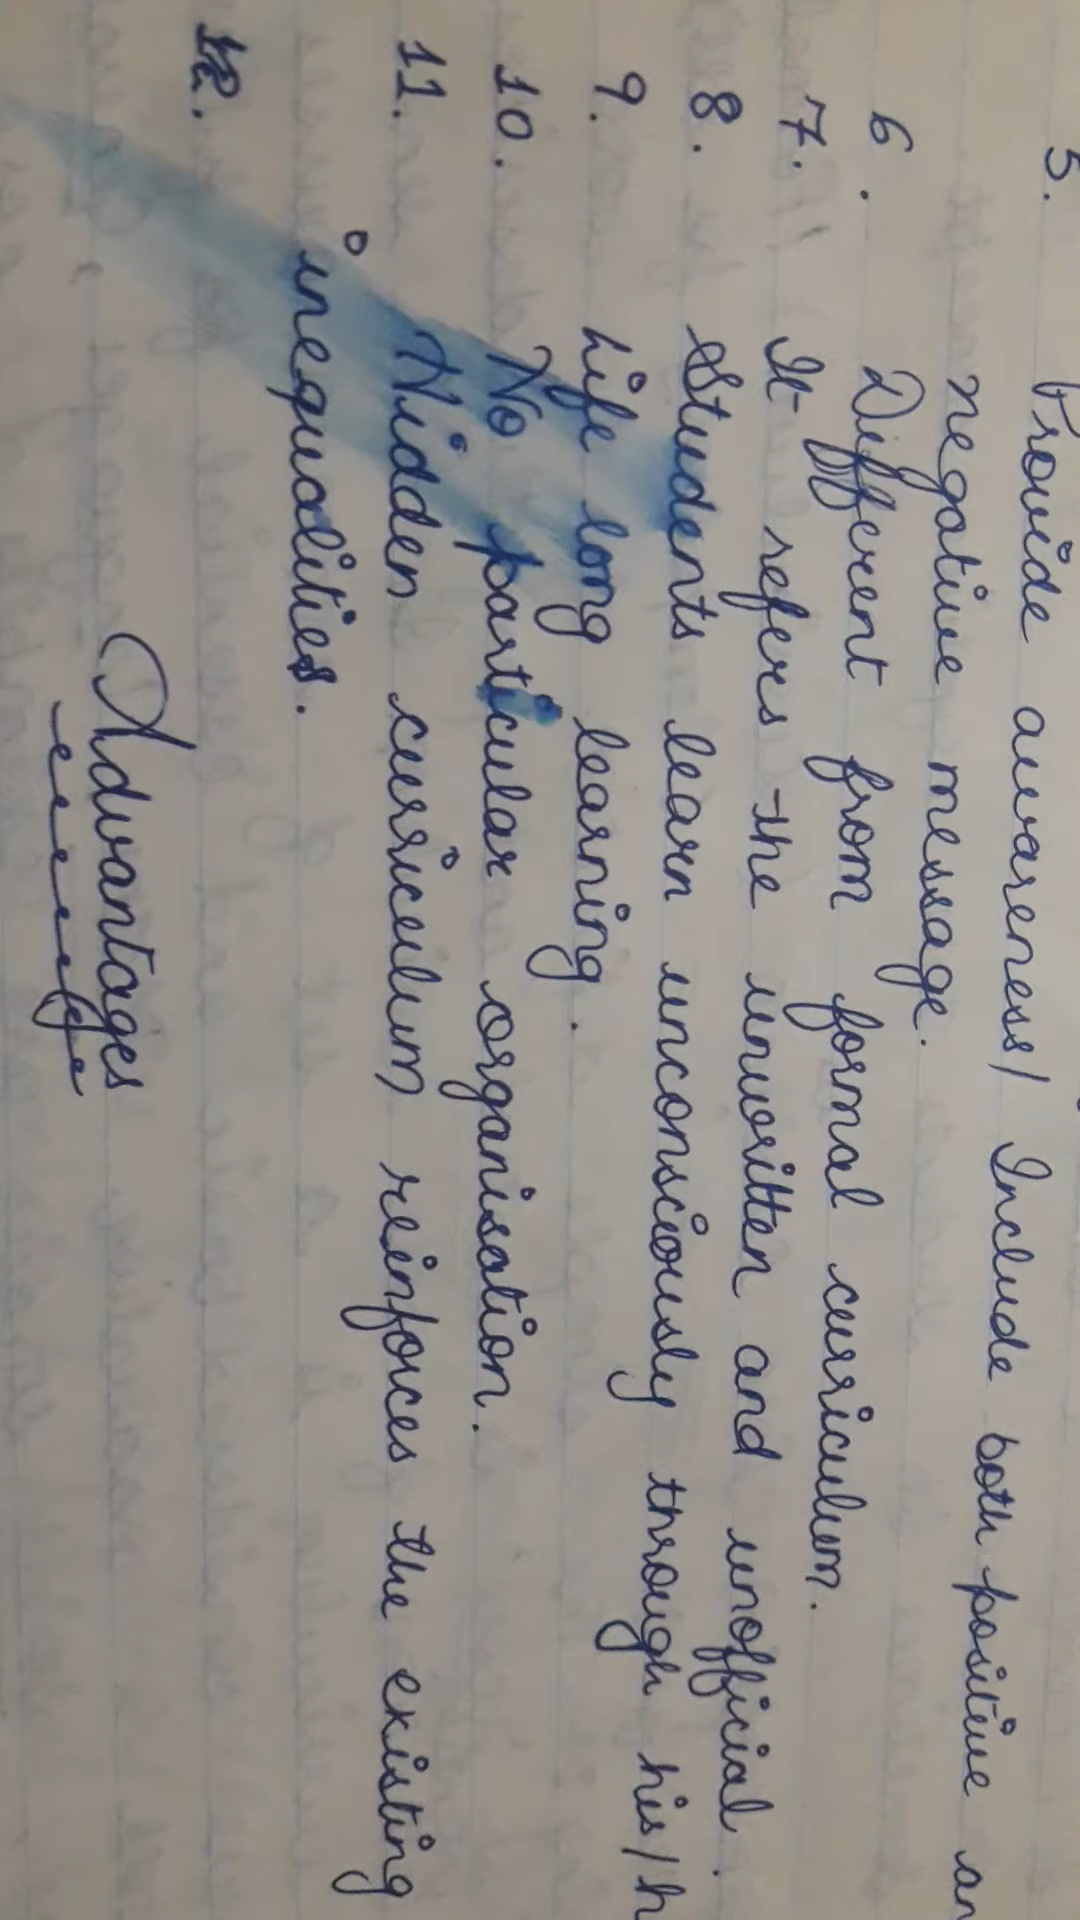 5. Provide awareness/ Include both positive an
negative message.
6. Different from formal curriculum.
7. It refers the unwritten and unofficial.
8. Students learn unconsciously through his/h
9. Life long learning.
10. No particular organisation.
11. Hidden curriculum reinforces the existing
inequalities.
12.
Advantages